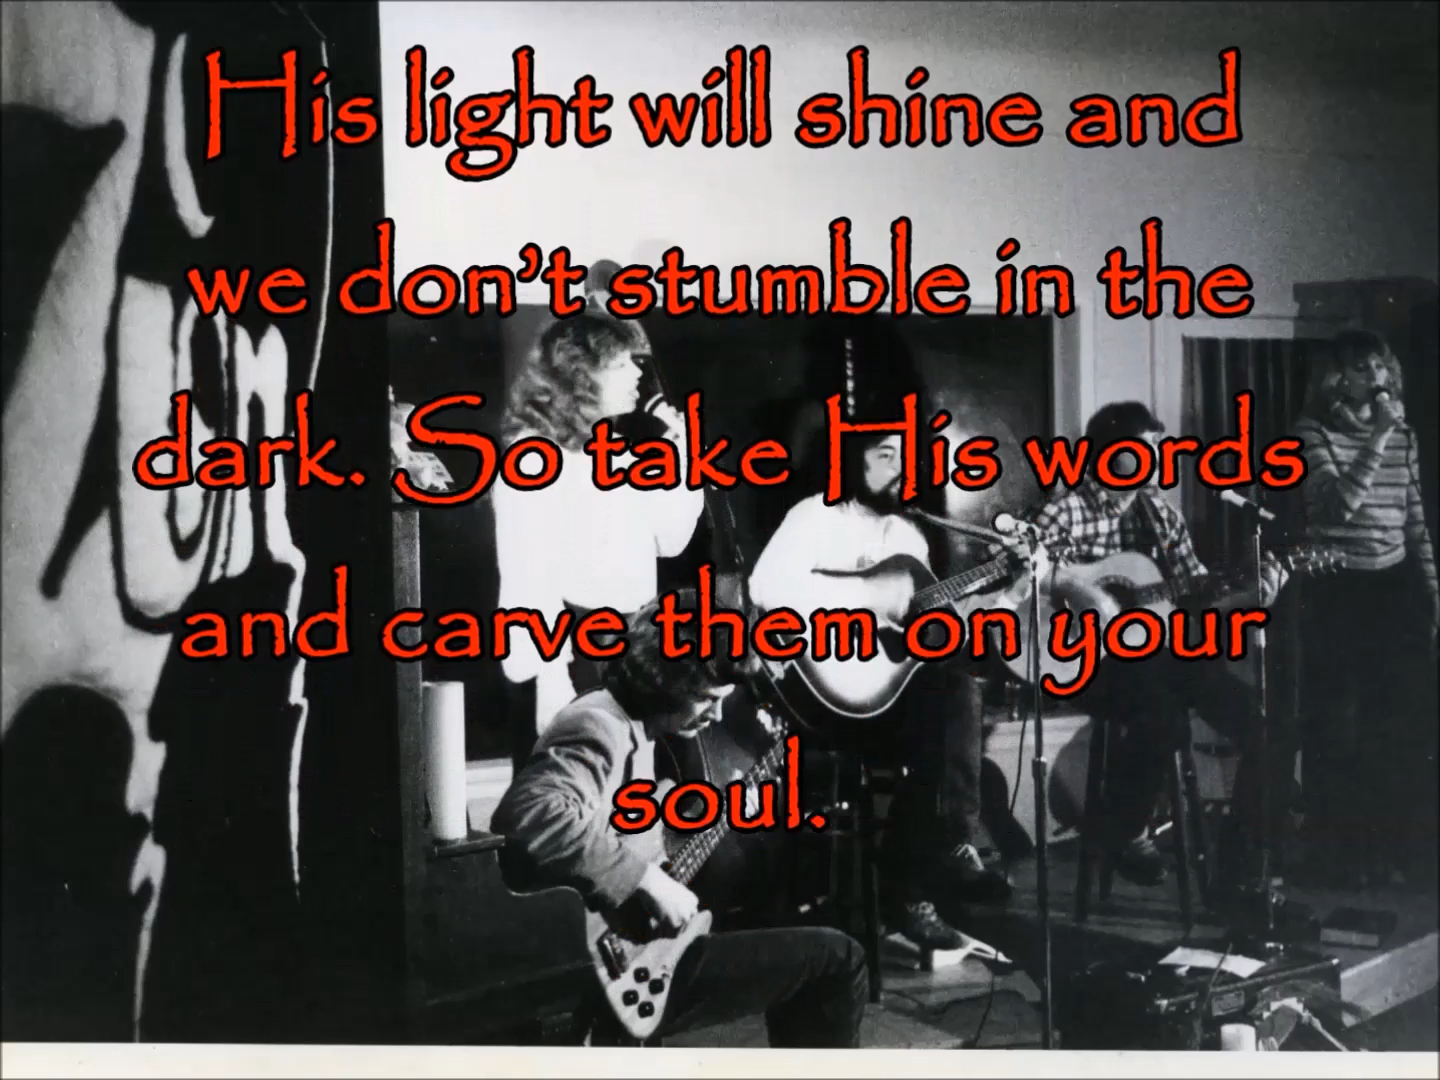 His light will shine and
we don't stumble in the
dark. So take His words
and carve them on your
soul.